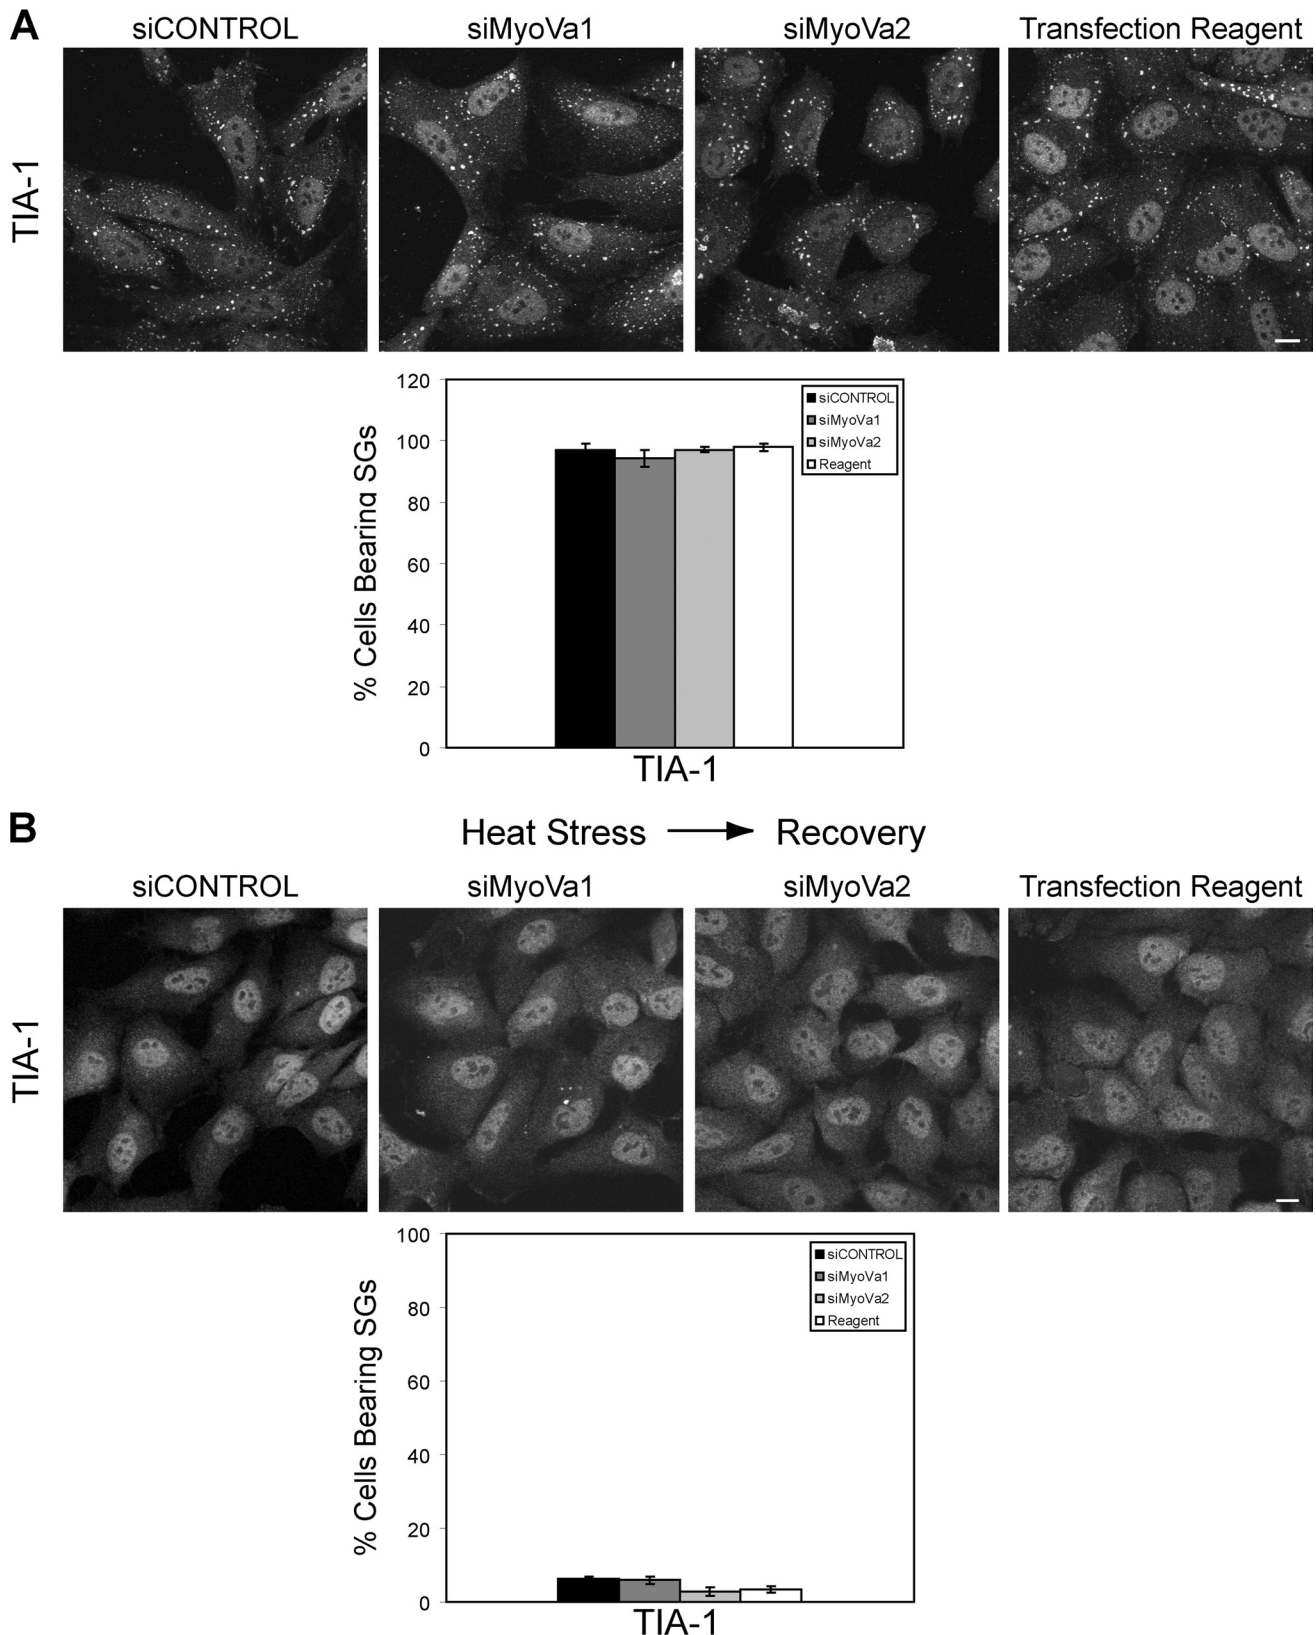 A
siCONTROL siMyoVa1 siMyoVa2 Transfection Reagent
TIA-1
120
100
80
60
40
20
0
% Cells Bearing SGs
siCONTROL
siMyoVa1
siMyoVa2
Reagent
TIA-1
B
Heat Stress → Recovery
siCONTROL siMyoVa1 siMyoVa2 Transfection Reagent
TIA-1
100
80
60
40
20
0
% Cells Bearing SGs
siCONTROL
siMyoVa1
siMyoVa2
Reagent
TIA-1